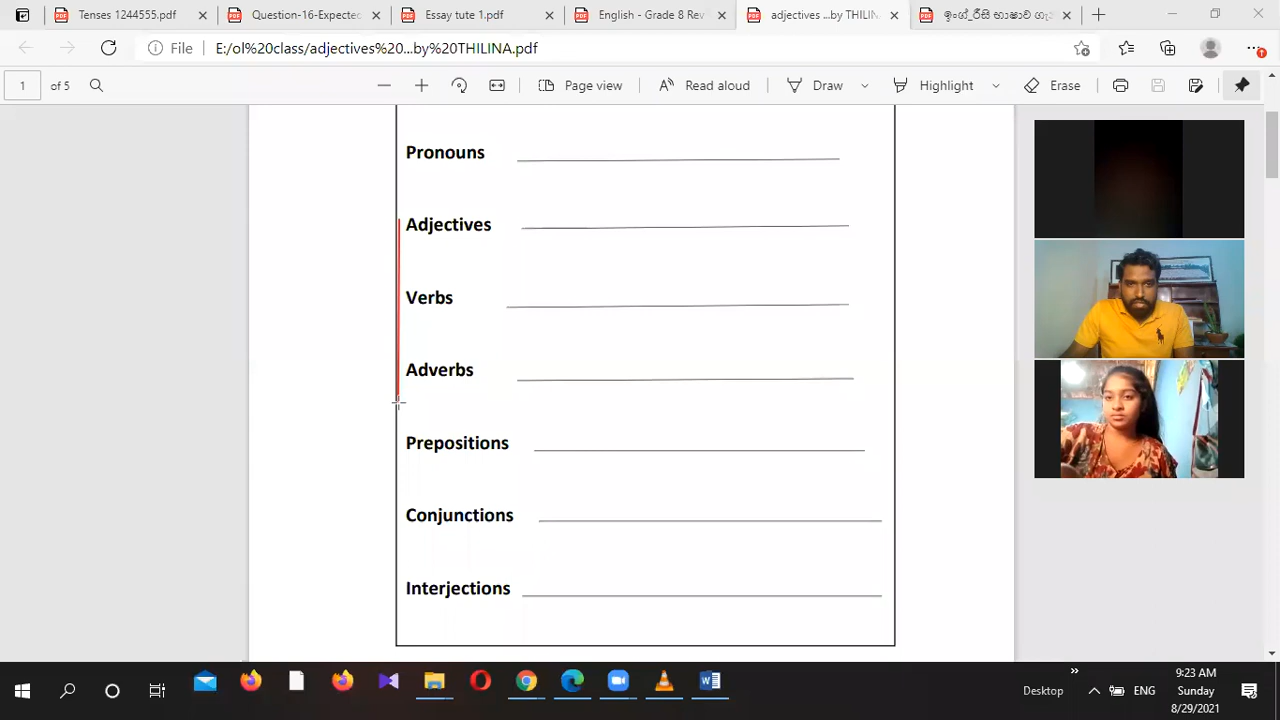 Tenses 1244555.pdf
Question-16-Expected
Essay tute 1.pdf
English - Grade 8 Rev
adjectives ...by THILIN
ඉංග්‍රීසි භාෂාව ගැ
File
E:/ol%20class/adjectives%20...by%20THILINA.pdf
1 of 5
Page view
Read aloud
Draw
Highlight
Erase
Pronouns
Adjectives
Verbs
Adverbs
Prepositions
Conjunctions
Interjections
Desktop
ENG
9:23 AM
Sunday
8/29/2021